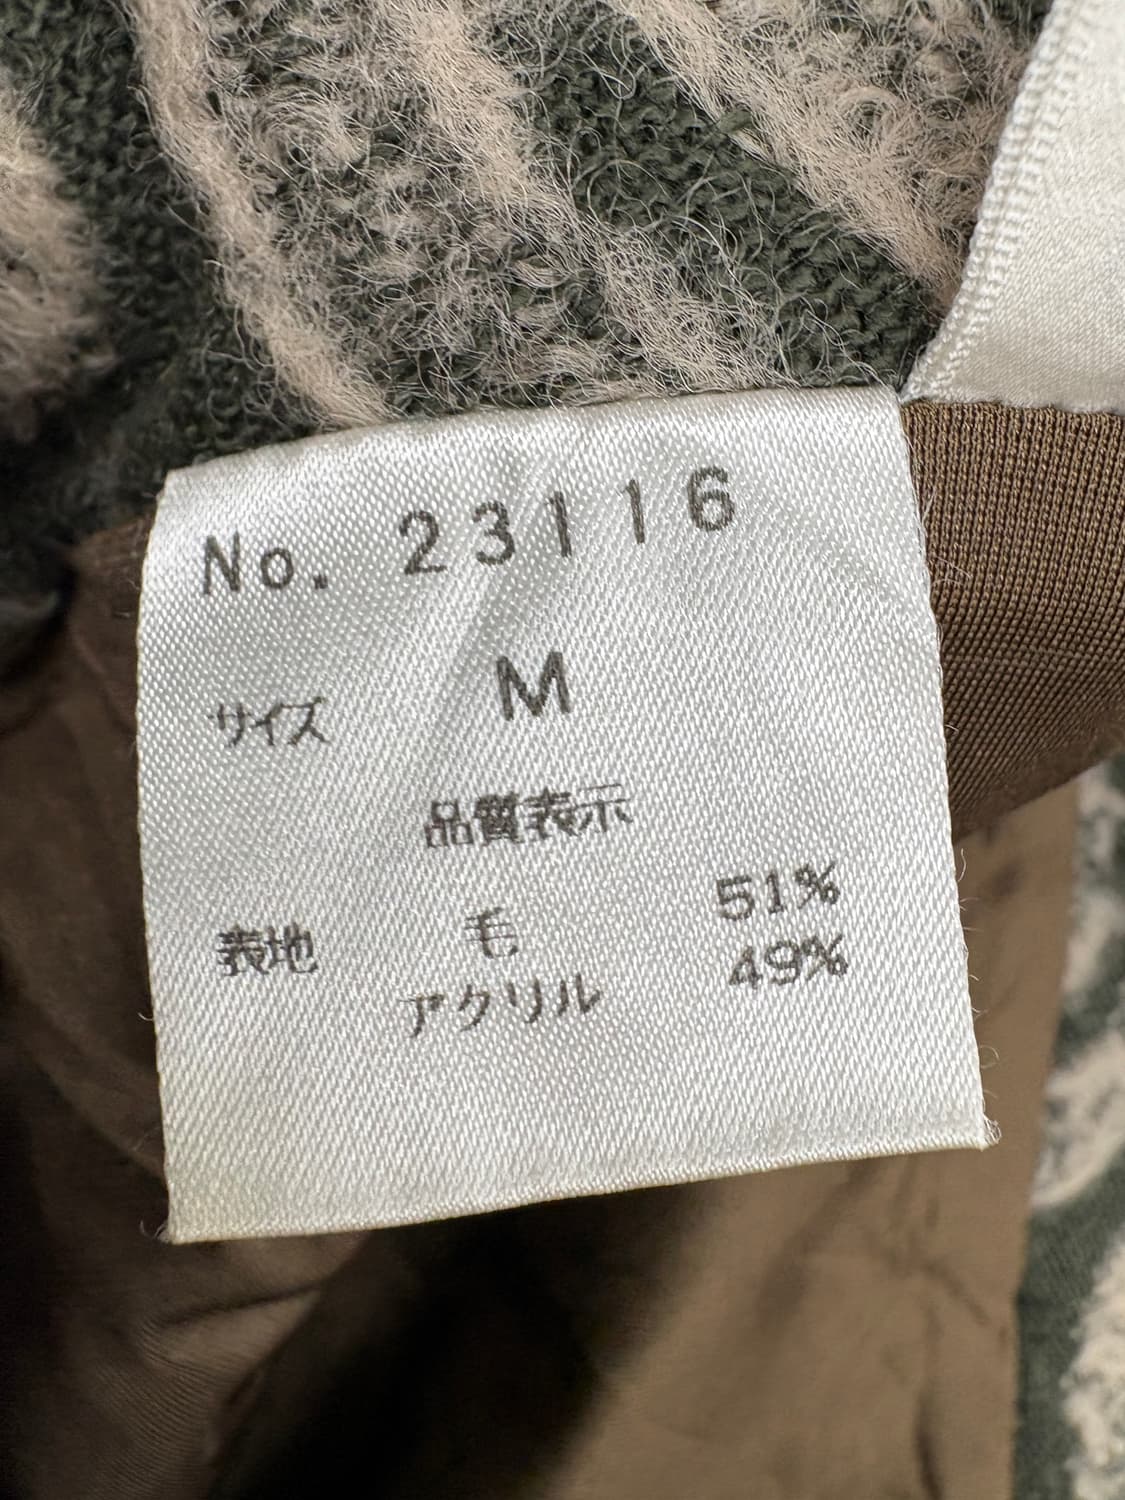 No. 23116
サイズ M
品質表示
表地 毛 51%
アクリル 49%